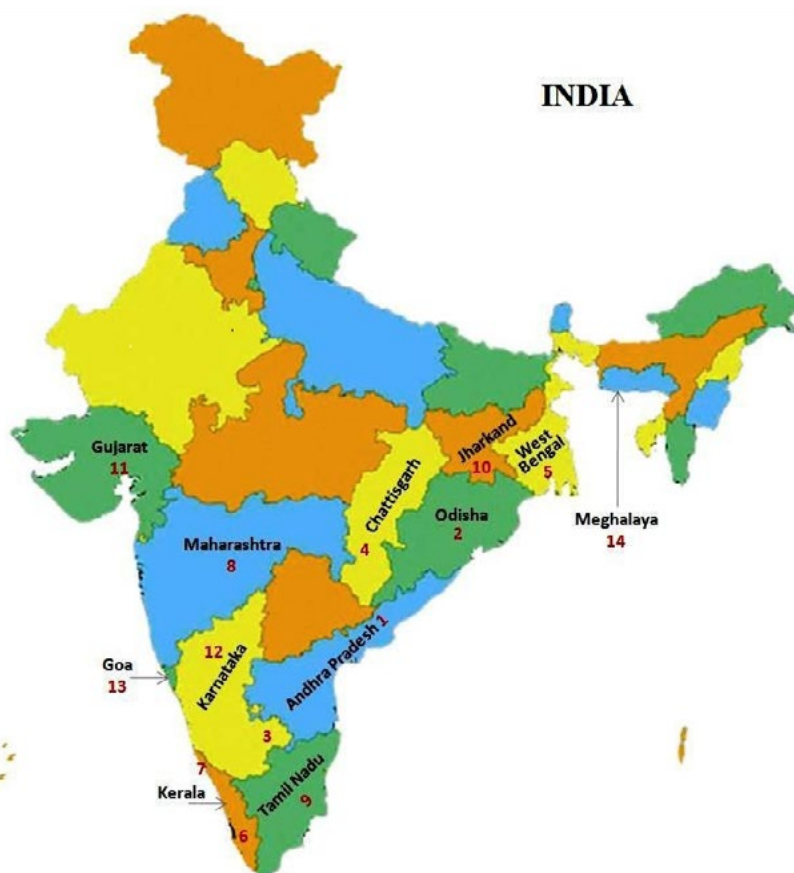 INDIA
Gujarat
11
Jharkand
10
West
Bengal
5
Chattisgarh
4
Odisha
2
Meghalaya
14
Maharashtra
8
12
Karnataka
Andhra Pradesh 1
Goa
13
3
7
Kerala
Tamil Nadu
9
6